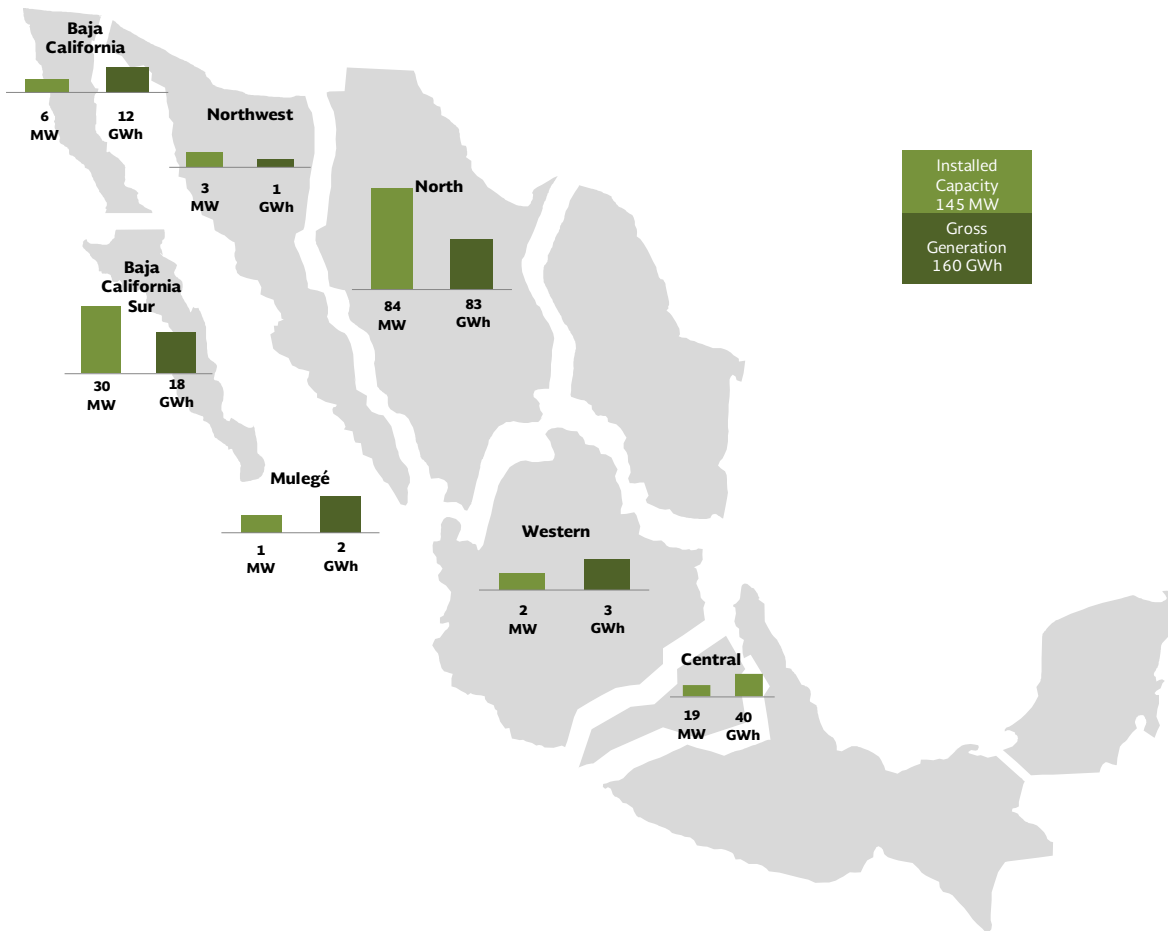 Baja
California
6
MW
12
GWh
Northwest
3
MW
1
GWh
North
84
MW
83
GWh
Installed
Capacity
145 MW
Gross
Generation
160 GWh
Baja
California
Sur
30
MW
18
GWh
Mulegé
1
MW
2
GWh
Western
2
MW
3
GWh
Central
19
MW
40
GWh